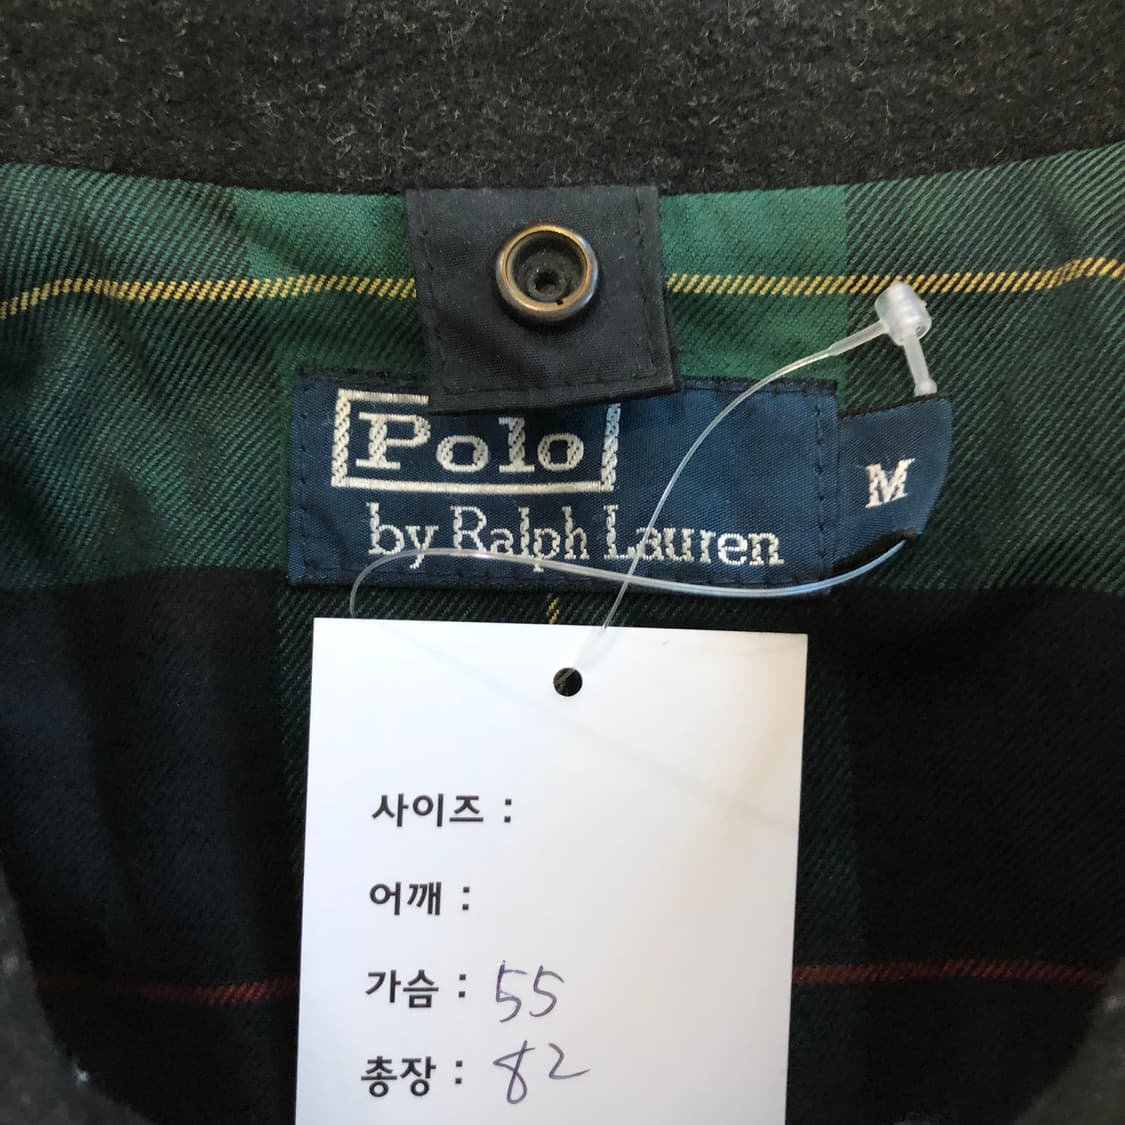 Polo
by Ralph Lauren
M
사이즈 :
어깨 :
가슴 : 55
총장 : 82